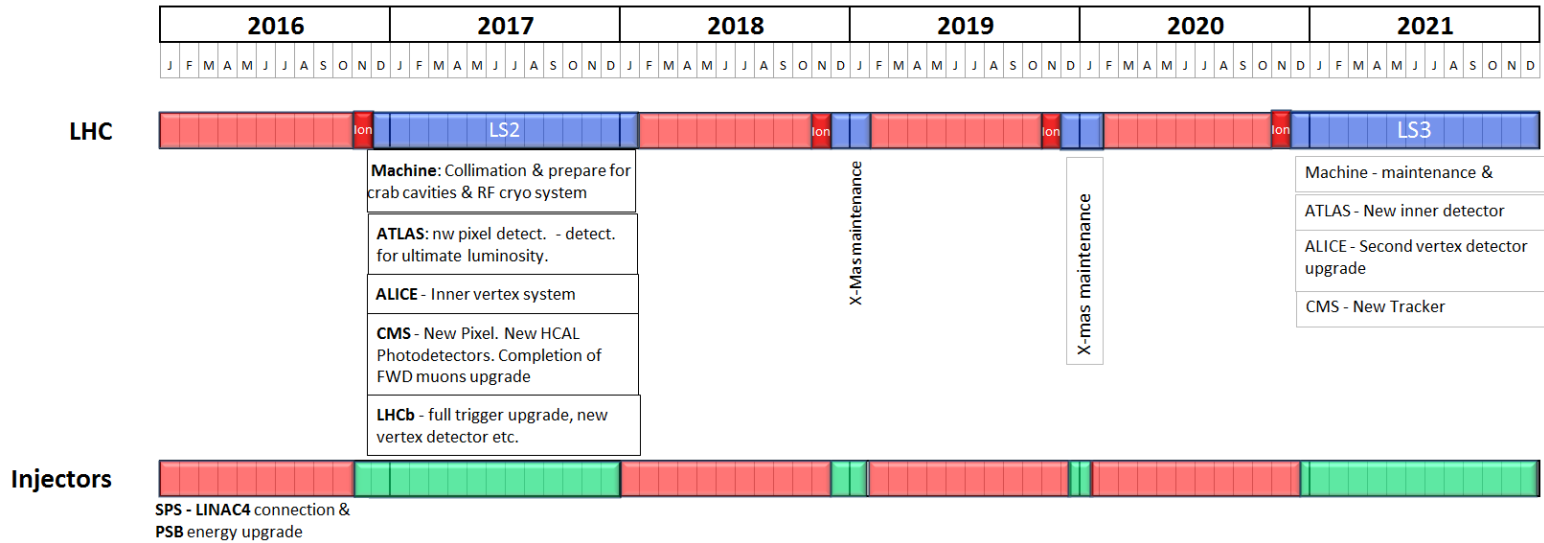 2016 2017 2018 2019 2020 2021
J F M A M J J A S O N D J F M A M J J A S O N D J F M A M J J A S O N D J F M A M J J A S O N D J F M A M J J A S O N D J F M A M J J A S O N D
LHC
Ion LS2 Ion Ion Ion LS3
Machine: Collimation & prepare for
crab cavities & RF cryo system
ATLAS: nw pixel detect. - detect.
for ultimate luminosity.
ALICE - Inner vertex system
CMS - New Pixel. New HCAL
Photodetectors. Completion of
FWD muons upgrade
LHCb - full trigger upgrade, new
vertex detector etc.
X-Mas maintenance
X-mas maintenance
Machine - maintenance &
ATLAS - New inner detector
ALICE - Second vertex detector
upgrade
CMS - New Tracker
Injectors
SPS - LINAC4 connection &
PSB energy upgrade